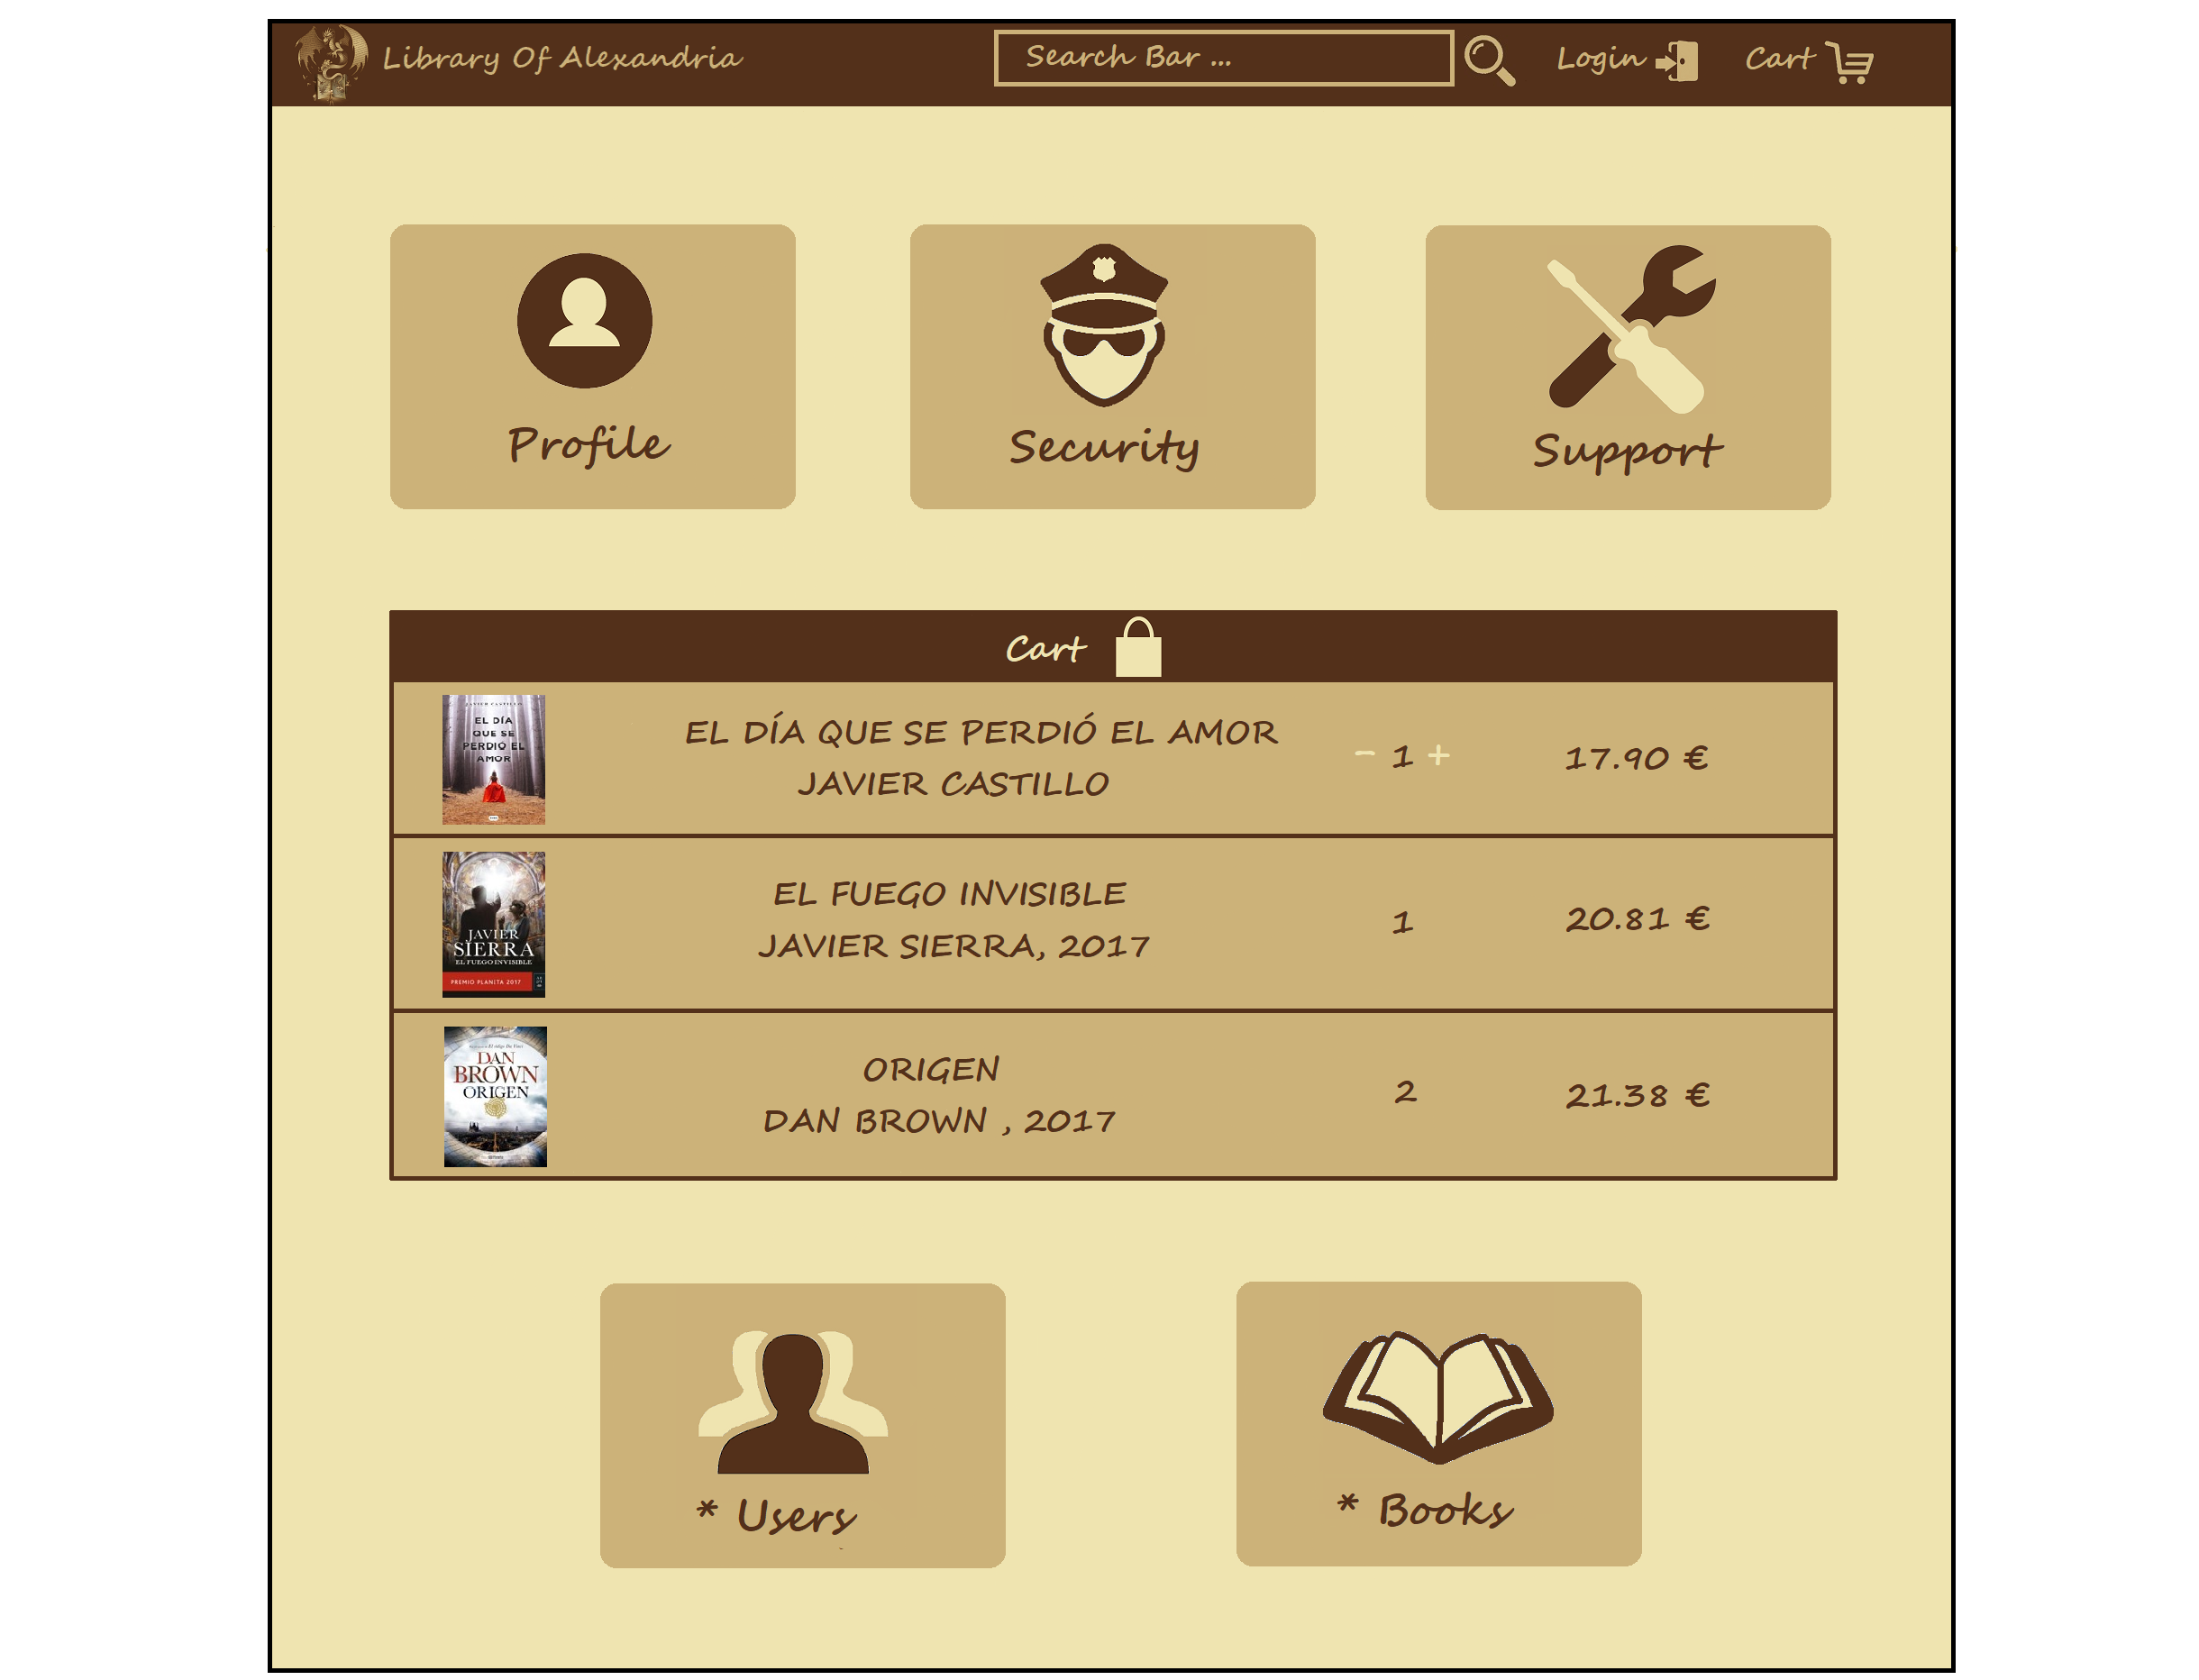 Library Of Alexandria
Search Bar ...
Login
Cart
Profile
Security
Support
Cart
JAVIER CASTILLO
EL DÍA
QUE SE
PERDIÓ EL
AMOR
EL DÍA QUE SE PERDIÓ EL AMOR
JAVIER CASTILLO
- 1 +
17.90 €
JAVIER
SIERRA
EL FUEGO INVISIBLE
PREMIO PLANETA 2017
EL FUEGO INVISIBLE
JAVIER SIERRA, 2017
1
20.81 €
DAN
BROWN
ORIGEN
ORIGEN
DAN BROWN , 2017
2
21.38 €
* Users
* Books